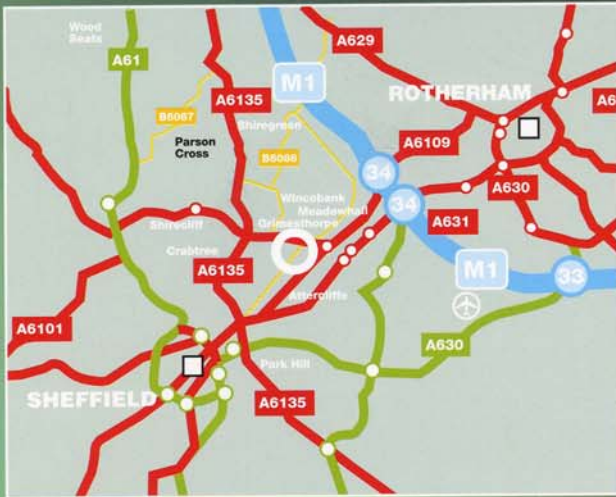 Wood
Seats
A61
A6135
M1
A629
ROTHERHAM
A6
B6087
Parson
Cross
Shiregreen
B6086
A6109
34
Wincobank
Meadowhall
Grimesthorpe
34
A630
A631
Shirecliff
Crabtree
A6135
M1
33
Attercliffe
A6101
A630
Park Hill
SHEFFIELD
A6135